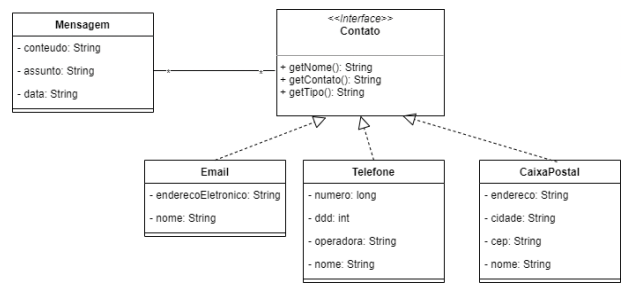 Mensagem
- conteudo: String
- assunto: String
- data: String
* *
<<Interface>>
Contato
+ getNome(): String
+ getContato(): String
+ getTipo(): String
Email
- enderecoEletronico: String
- nome: String
Telefone
- numero: long
- ddd: int
- operadora: String
- nome: String
CaixaPostal
- endereco: String
- cidade: String
- cep: String
- nome: String